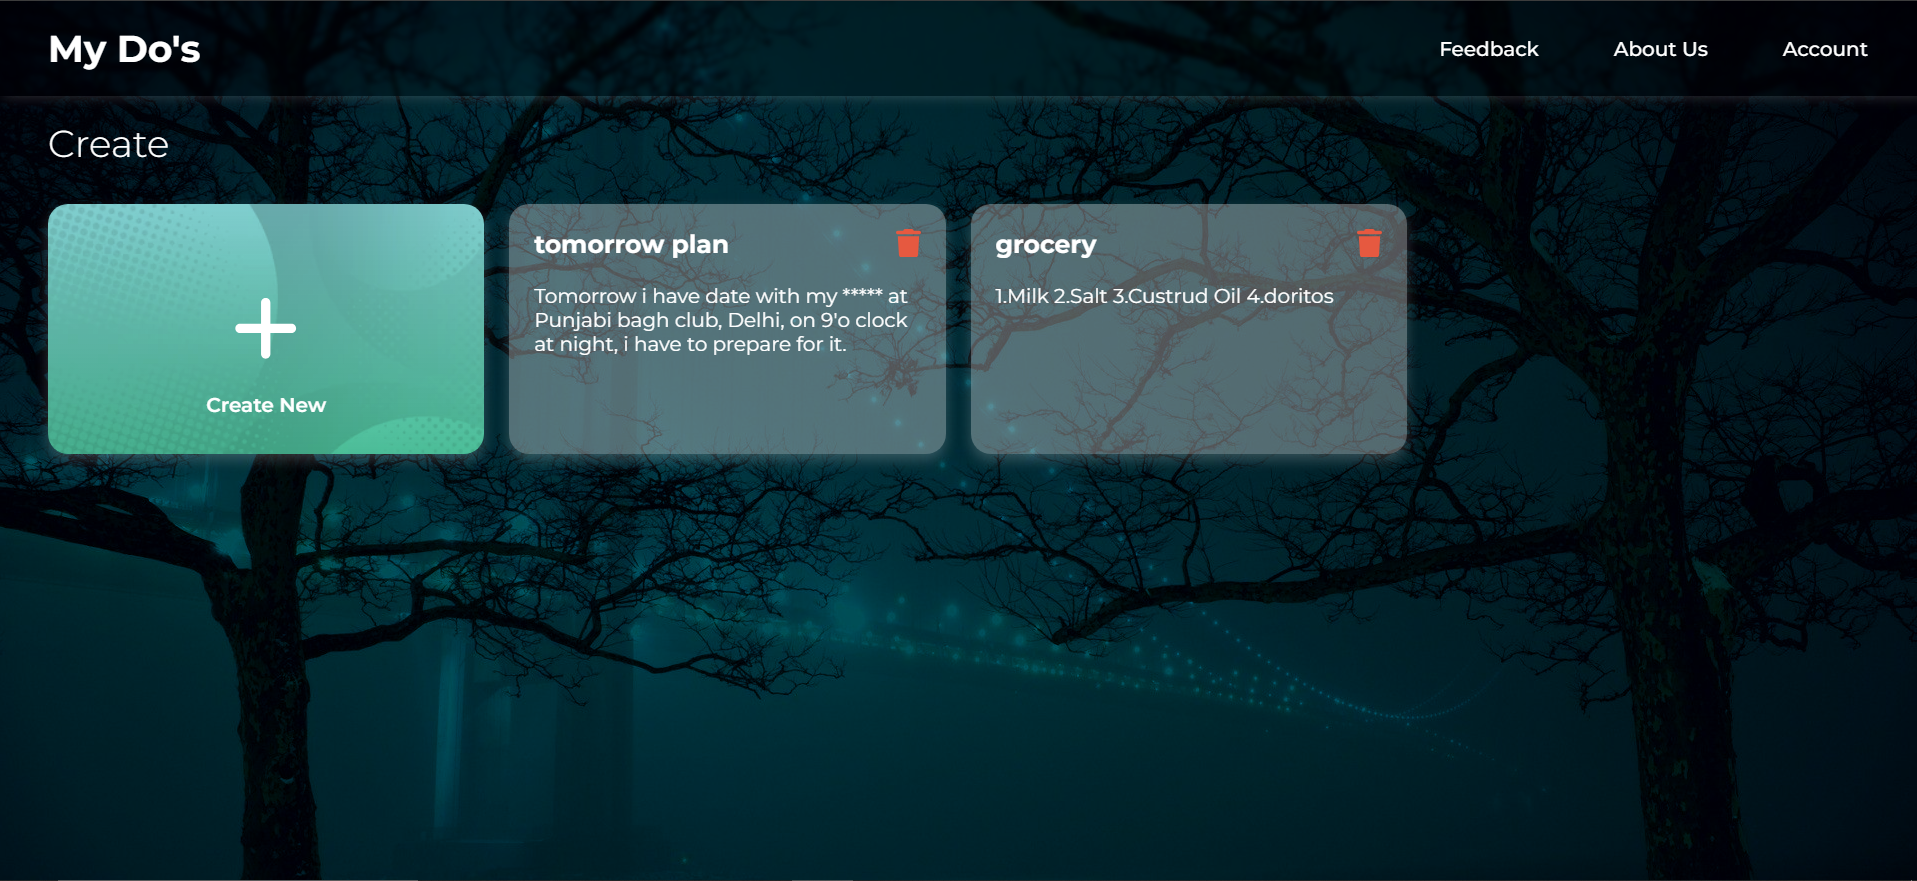 My Do's
Feedback
About Us
Account
Create
Create New
tomorrow plan
Tomorrow i have date with my ***** at
Punjabi bagh club, Delhi, on 9'o clock
at night, i have to prepare for it.
grocery
1.Milk 2.Salt 3.Custrud Oil 4.doritos